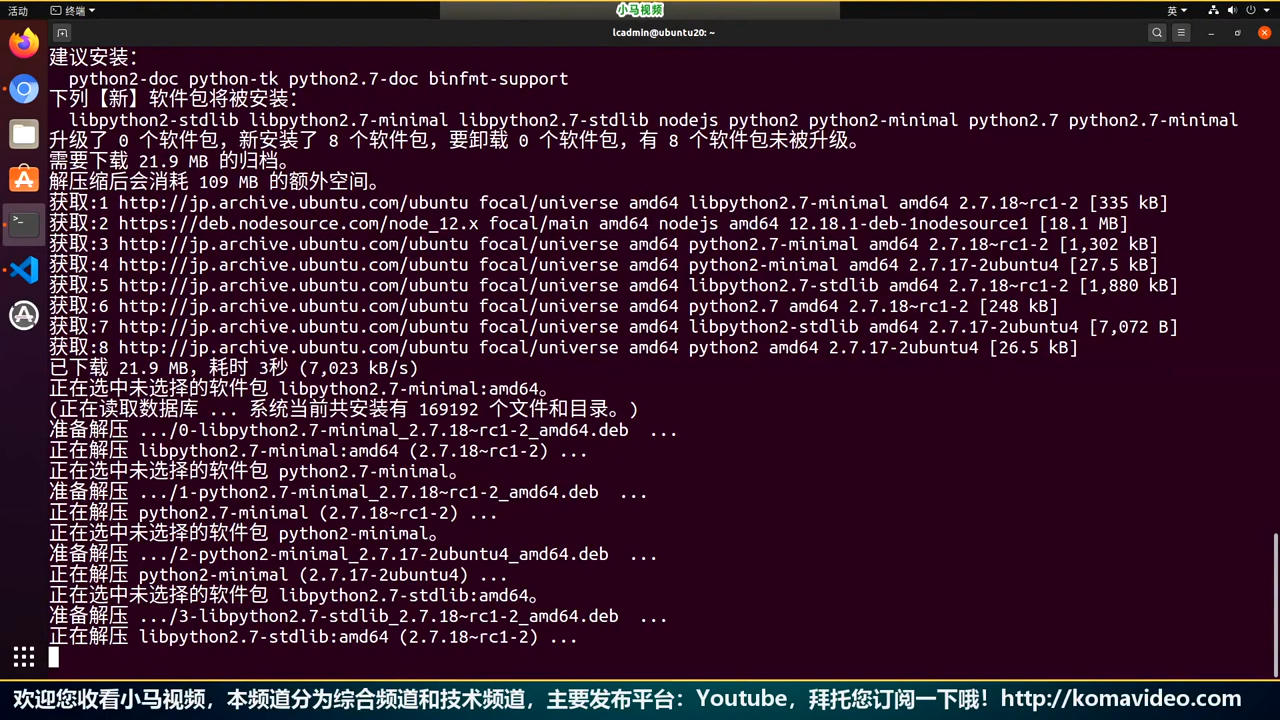 活动 终端 小马视频 英
lcadmin@ubuntu20: ~
建议安装：
python2-doc python-tk python2.7-doc binfmt-support
下列【新】软件包将被安装：
libpython2-stdlib libpython2.7-minimal libpython2.7-stdlib nodejs python2 python2-minimal python2.7 python2.7-minimal
升级了 0 个软件包，新安装了 8 个软件包，要卸载 0 个软件包，有 8 个软件包未被升级。
需要下载 21.9 MB 的归档。
解压缩后会消耗 109 MB 的额外空间。
获取:1 http://jp.archive.ubuntu.com/ubuntu focal/universe amd64 libpython2.7-minimal amd64 2.7.18~rc1-2 [335 kB]
获取:2 https://deb.nodesource.com/node_12.x focal/main amd64 nodejs amd64 12.18.1-deb-1nodesource1 [18.1 MB]
获取:3 http://jp.archive.ubuntu.com/ubuntu focal/universe amd64 python2.7-minimal amd64 2.7.18~rc1-2 [1,302 kB]
获取:4 http://jp.archive.ubuntu.com/ubuntu focal/universe amd64 python2-minimal amd64 2.7.17-2ubuntu4 [27.5 kB]
获取:5 http://jp.archive.ubuntu.com/ubuntu focal/universe amd64 libpython2.7-stdlib amd64 2.7.18~rc1-2 [1,880 kB]
获取:6 http://jp.archive.ubuntu.com/ubuntu focal/universe amd64 python2.7 amd64 2.7.18~rc1-2 [248 kB]
获取:7 http://jp.archive.ubuntu.com/ubuntu focal/universe amd64 libpython2-stdlib amd64 2.7.17-2ubuntu4 [7,072 B]
获取:8 http://jp.archive.ubuntu.com/ubuntu focal/universe amd64 python2 amd64 2.7.17-2ubuntu4 [26.5 kB]
已下载 21.9 MB，耗时 3秒 (7,023 kB/s)
正在选中未选择的软件包 libpython2.7-minimal:amd64。
(正在读取数据库 ... 系统当前共安装有 169192 个文件和目录。)
准备解压 .../0-libpython2.7-minimal_2.7.18~rc1-2_amd64.deb  ...
正在解压 libpython2.7-minimal:amd64 (2.7.18~rc1-2) ...
正在选中未选择的软件包 python2.7-minimal。
准备解压 .../1-python2.7-minimal_2.7.18~rc1-2_amd64.deb  ...
正在解压 python2.7-minimal (2.7.18~rc1-2) ...
正在选中未选择的软件包 python2-minimal。
准备解压 .../2-python2-minimal_2.7.17-2ubuntu4_amd64.deb  ...
正在解压 python2-minimal (2.7.17-2ubuntu4) ...
正在选中未选择的软件包 libpython2.7-stdlib:amd64。
准备解压 .../3-libpython2.7-stdlib_2.7.18~rc1-2_amd64.deb  ...
正在解压 libpython2.7-stdlib:amd64 (2.7.18~rc1-2) ...
欢迎您收看小马视频，本频道分为综合频道和技术频道，主要发布平台：Youtube，拜托您订阅一下哦！http://komavideo.com